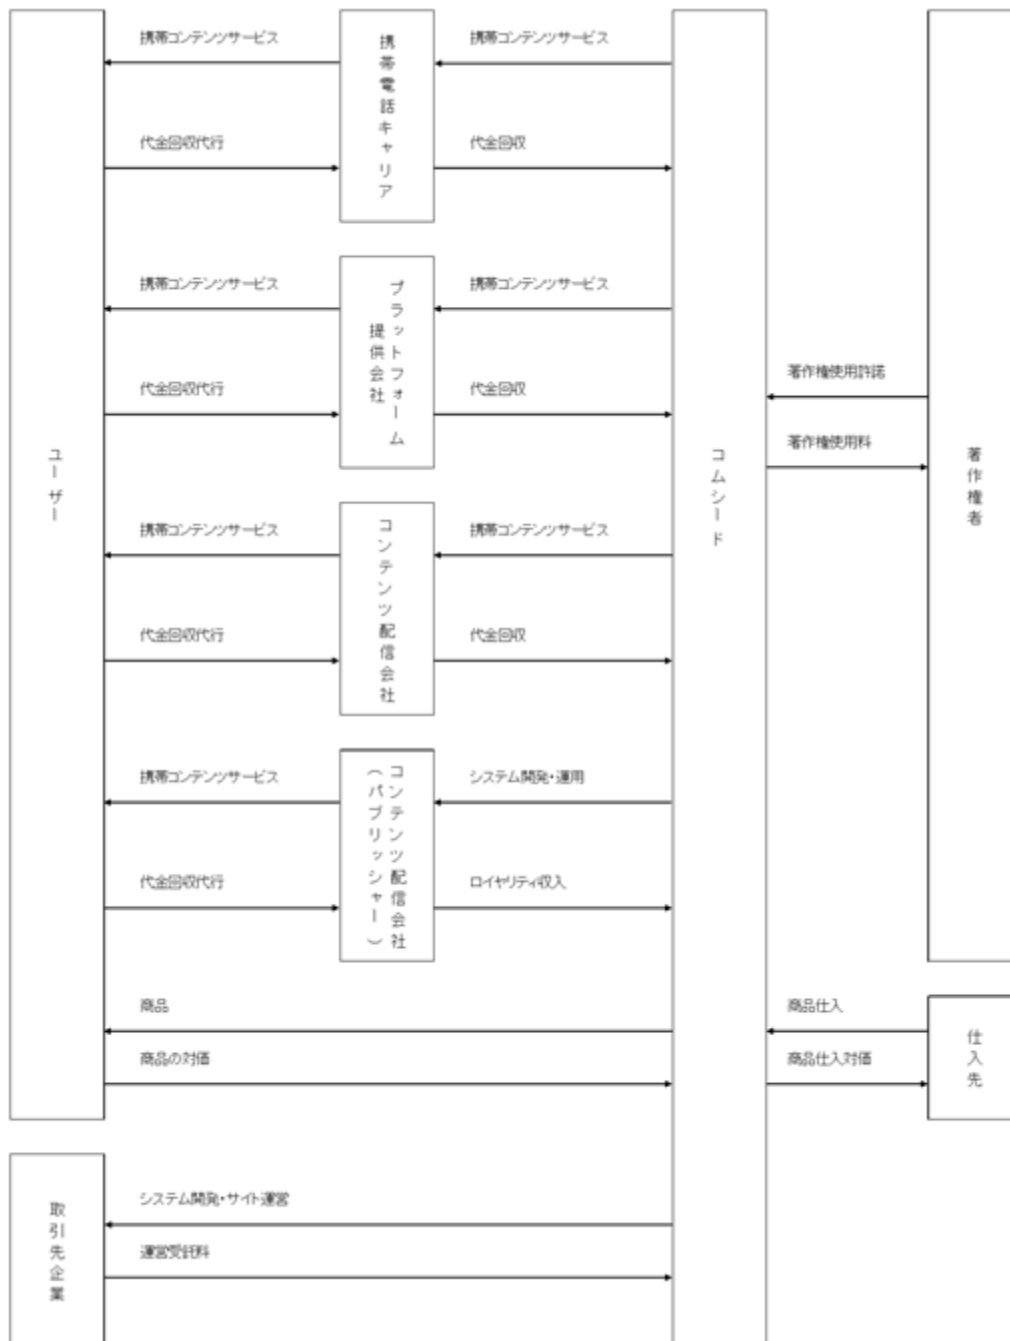 携帯コンテンツサービス
携帯電話キャリア
携帯コンテンツサービス
代金回収代行
代金回収
携帯コンテンツサービス
プラットフォーム
提供会社
携帯コンテンツサービス
代金回収代行
代金回収
著作権使用許諾
著作権使用料
ユーザー
コムシード
著作権者
携帯コンテンツサービス
コンテンツ配信会社
携帯コンテンツサービス
代金回収代行
代金回収
携帯コンテンツサービス
コンテンツ配信会社
（パブリッシャー）
システム開発・運用
代金回収代行
ロイヤリティ収入
商品
商品仕入
商品の対価
商品仕入対価
仕入先
取引先企業
システム開発・サイト運営
運営受託料